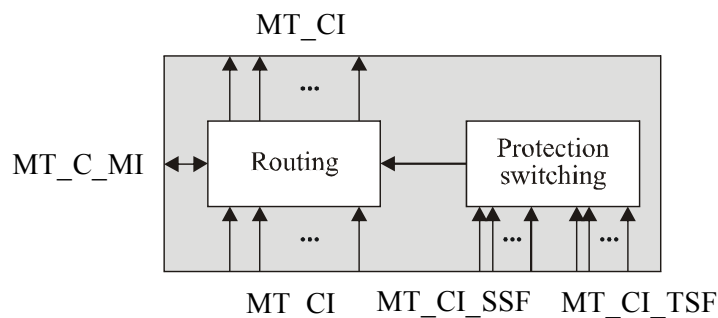 MT_CI
...
MT_C_MI
Routing
Protection
switching
...
...
...
MT_CI
MT_CI_SSF
MT_CI_TSF